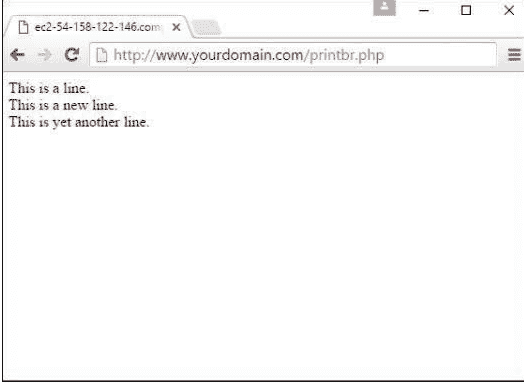 ec2-54-158-122-146.com
http://www.yourdomain.com/printbr.php
This is a line.
This is a new line.
This is yet another line.